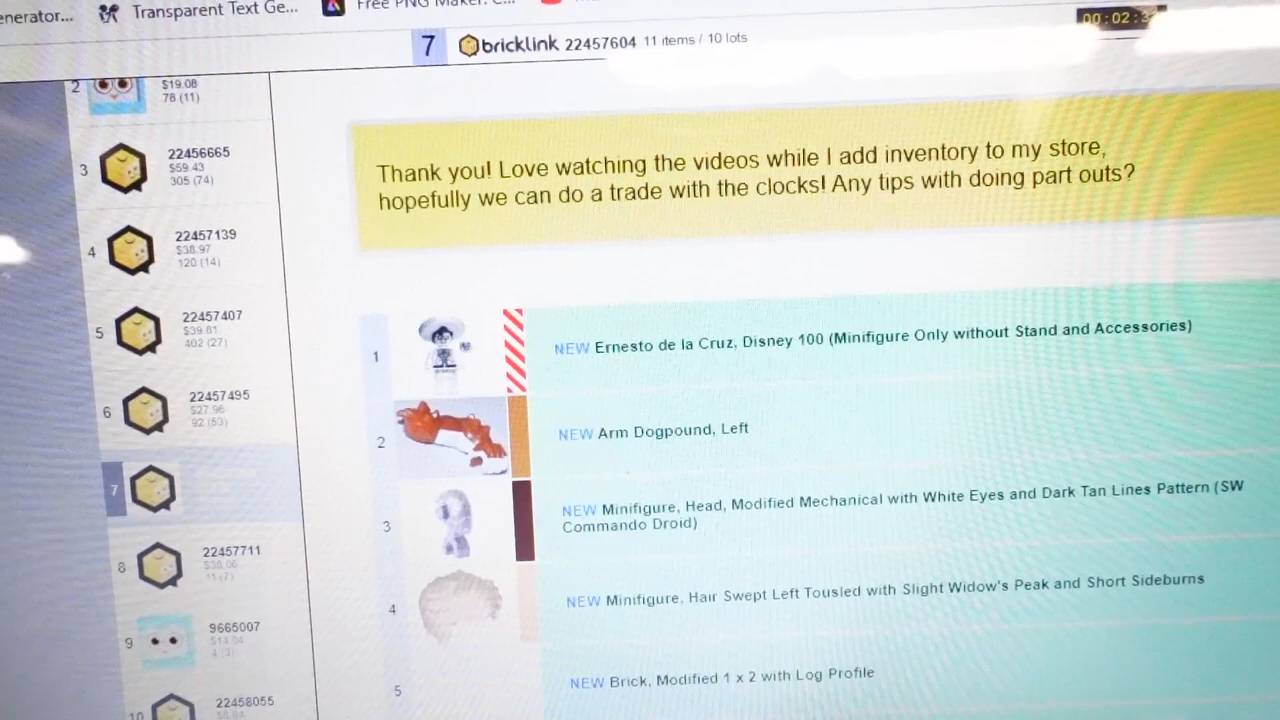 enerator...
Transparent Text Ge...
Free PNG Maker: C...
00:02:3
7
bricklink 22457604 11 items / 10 lots
2
$19.08
78 (11)
3
22456665
$59.43
305 (74)
4
22457139
$38.97
120 (14)
5
22457407
$39.81
402 (27)
6
22457495
$27.96
92 (53)
7
8
22457711
11 (7)
9
9665007
4 (3)
10
22458055
Thank you! Love watching the videos while I add inventory to my store,
hopefully we can do a trade with the clocks! Any tips with doing part outs?
1
NEW Ernesto de la Cruz, Disney 100 (Minifigure Only without Stand and Accessories)
2
NEW Arm Dogpound, Left
3
NEW Minifigure, Head, Modified Mechanical with White Eyes and Dark Tan Lines Pattern (SW
Commando Droid)
4
NEW Minifigure, Hair Swept Left Tousled with Slight Widow's Peak and Short Sideburns
5
NEW Brick, Modified 1 x 2 with Log Profile